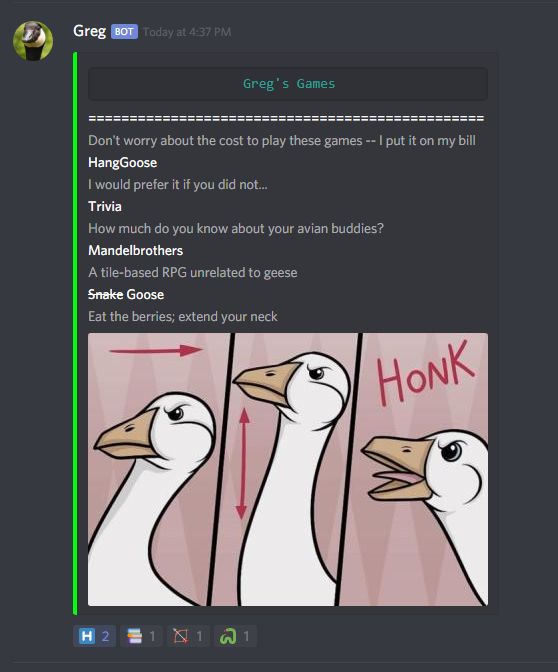 Greg BOT Today at 4:37 PM
Greg's Games
================================================
Don't worry about the cost to play these games -- I put it on my bill
HangGoose
I would prefer it if you did not...
Trivia
How much do you know about your avian buddies?
Mandelbrothers
A tile-based RPG unrelated to geese
Snake Goose
Eat the berries; extend your neck
HONK
H 2 1 1 1